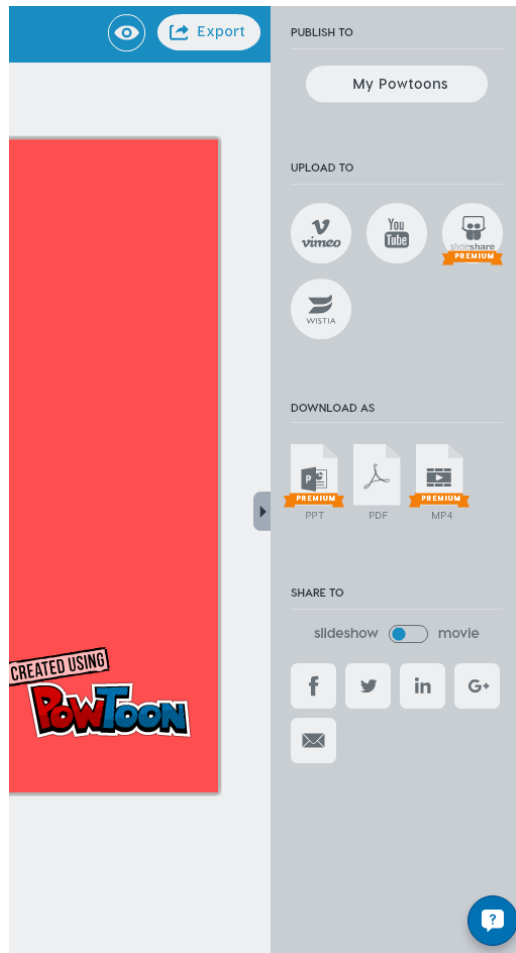 Export
PUBLISH TO
My Powtoons
UPLOAD TO
vimeo
You
Tube
slideshare
PREMIUM
WISTIA
DOWNLOAD AS
P
PREMIUM
PREMIUM
PPT
PDF
MP4
SHARE TO
slideshow
movie
f
in
G+
CREATED USING
POWTOON
?